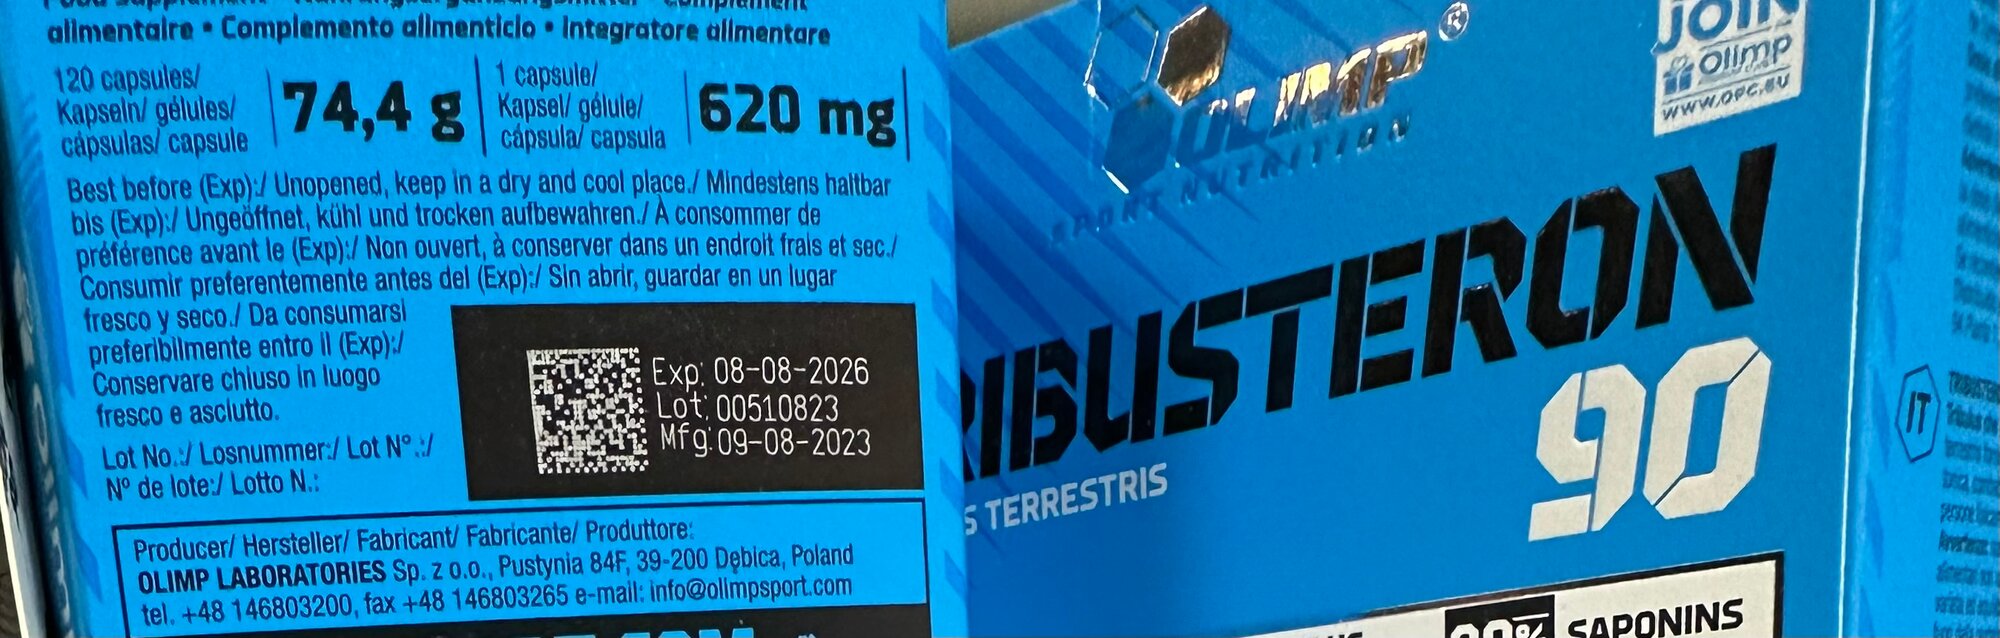 alimentaire • Complemento alimenticio • Integratore alimentare
120 capsules/
Kapseln/ gélules/
cápsulas/ capsule
74,4 g
1 capsule/
Kapsel/ gélule/
cápsula/ capsula
620 mg
Best before (Exp):/ Unopened, keep in a dry and cool place./ Mindestens haltbar
bis (Exp):/ Ungeöffnet, kühl und trocken aufbewahren./ À consommer de
préférence avant le (Exp):/ Non ouvert, à conserver dans un endroit frais et sec./
Consumir preferentemente antes del (Exp):/ Sin abrir, guardar en un lugar
fresco y seco./ Da consumarsi
preferibilmente entro il (Exp):/
Conservare chiuso in luogo
fresco e asciutto.
Exp: 08-08-2026
Lot: 00510823
Mfg: 09-08-2023
Lot No.:/ Losnummer:/ Lot N° .:/
N° de lote:/ Lotto N.:
Producer/ Hersteller/ Fabricant/ Fabricante/ Produttore:
OLIMP LABORATORIES Sp. z o.o., Pustynia 84F, 39-200 Dębica, Poland
tel. +48 146803200, fax +48 146803265 e-mail: info@olimpsport.com
OLIMP®
SPORT NUTRITION
JOIN
Olimp
www.opc.eu
RIBUSTERON
90
S TERRESTRIS
90% SAPONINS
IT